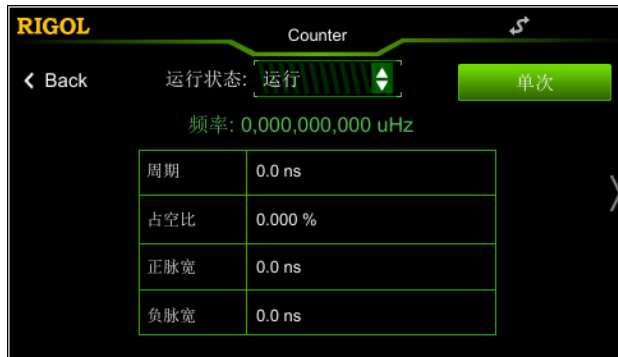 RIGOL
Counter
Back
运行状态: 运行
单次
频率: 0,000,000,000 uHz
周期 0.0 ns
占空比 0.000 %
正脉宽 0.0 ns
负脉宽 0.0 ns